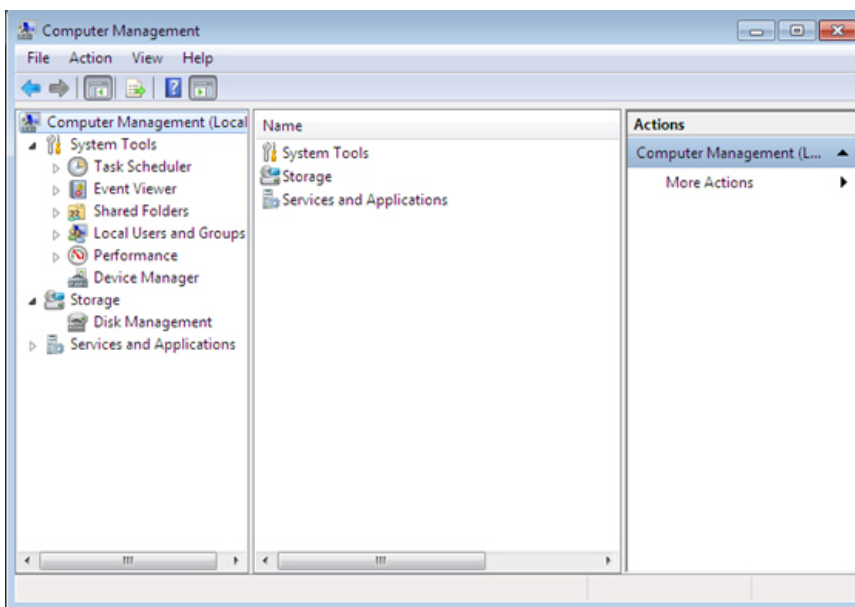 Computer Management
File Action View Help
Computer Management (Local
System Tools
Task Scheduler
Event Viewer
Shared Folders
Local Users and Groups
Performance
Device Manager
Storage
Disk Management
Services and Applications
Name
System Tools
Storage
Services and Applications
Actions
Computer Management (L...
More Actions